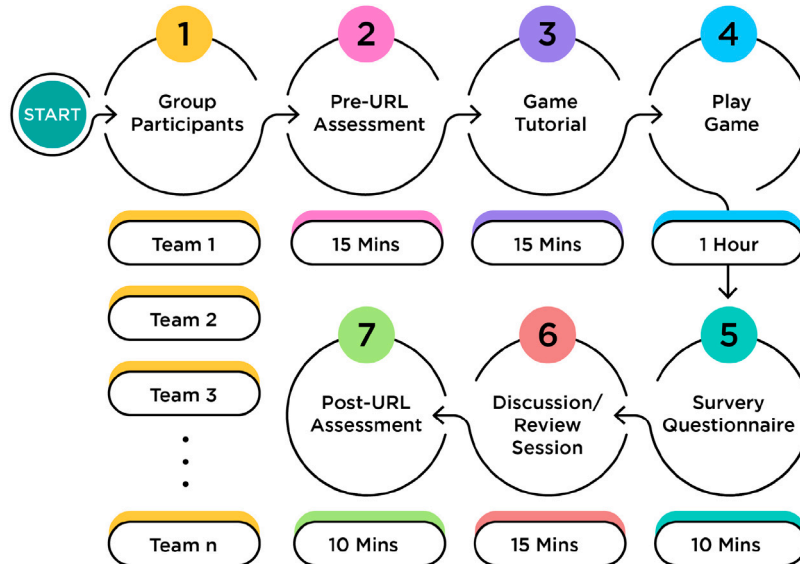 1
2
3
4
START
Group
Participants
Pre-URL
Assessment
Game
Tutorial
Play
Game
Team 1
15 Mins
15 Mins
1 Hour
Team 2
Team 3
Team n
7
6
5
Post-URL
Assessment
Discussion/
Review
Session
Survery
Questionnaire
10 Mins
15 Mins
10 Mins